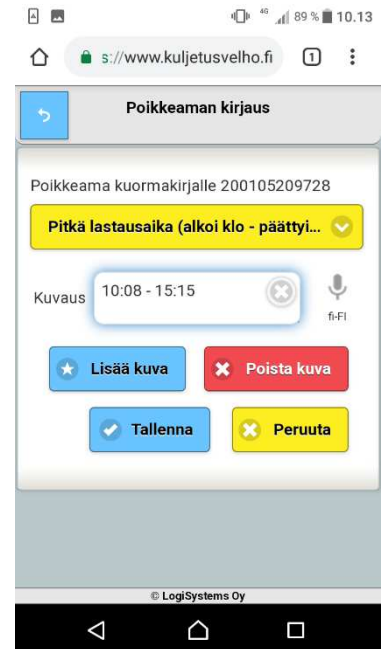 4G 89 % 10.13
s://www.kuljetusvelho.fi 1
Poikkeaman kirjaus
Poikkeama kuormakirjalle 200105209728
Pitkä lastausaika (alkoi klo - päättyi...
Kuvaus 10:08 - 15:15
fi-FI
Lisää kuva Poista kuva
Tallenna Peruuta
© LogiSystems Oy